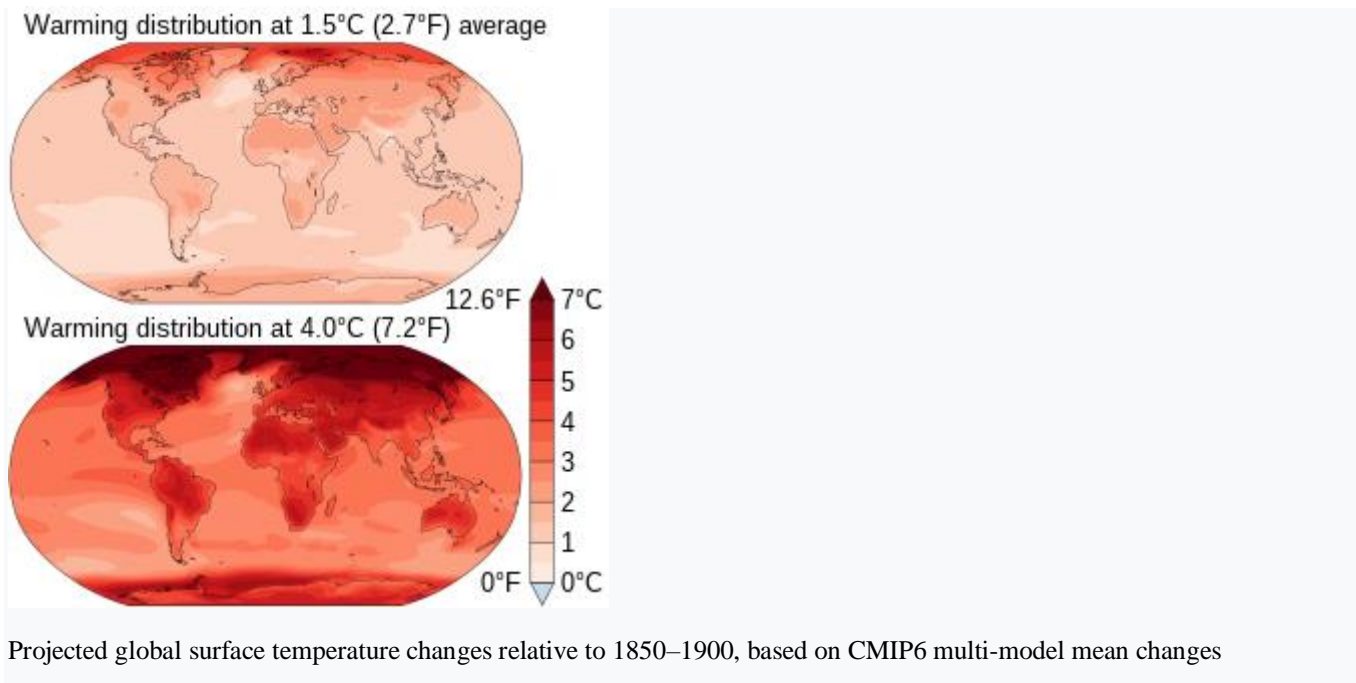 Warming distribution at 1.5°C (2.7°F) average
12.6°F 7°C
Warming distribution at 4.0°C (7.2°F)
6
5
4
3
2
1
0°F 0°C
Projected global surface temperature changes relative to 1850–1900, based on CMIP6 multi-model mean changes